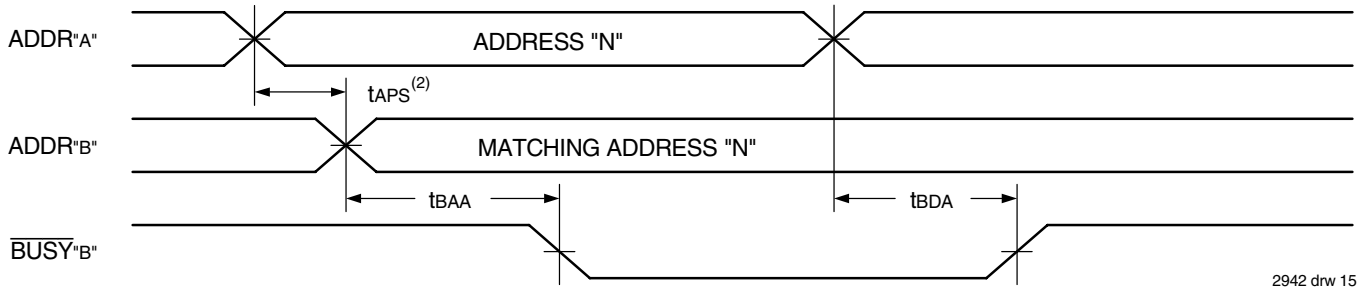 ADDR"A"
ADDRESS "N"
tAPS(2)
ADDR"B"
MATCHING ADDRESS "N"
tBAA
tBDA
BUSY"B"
2942 drw 15